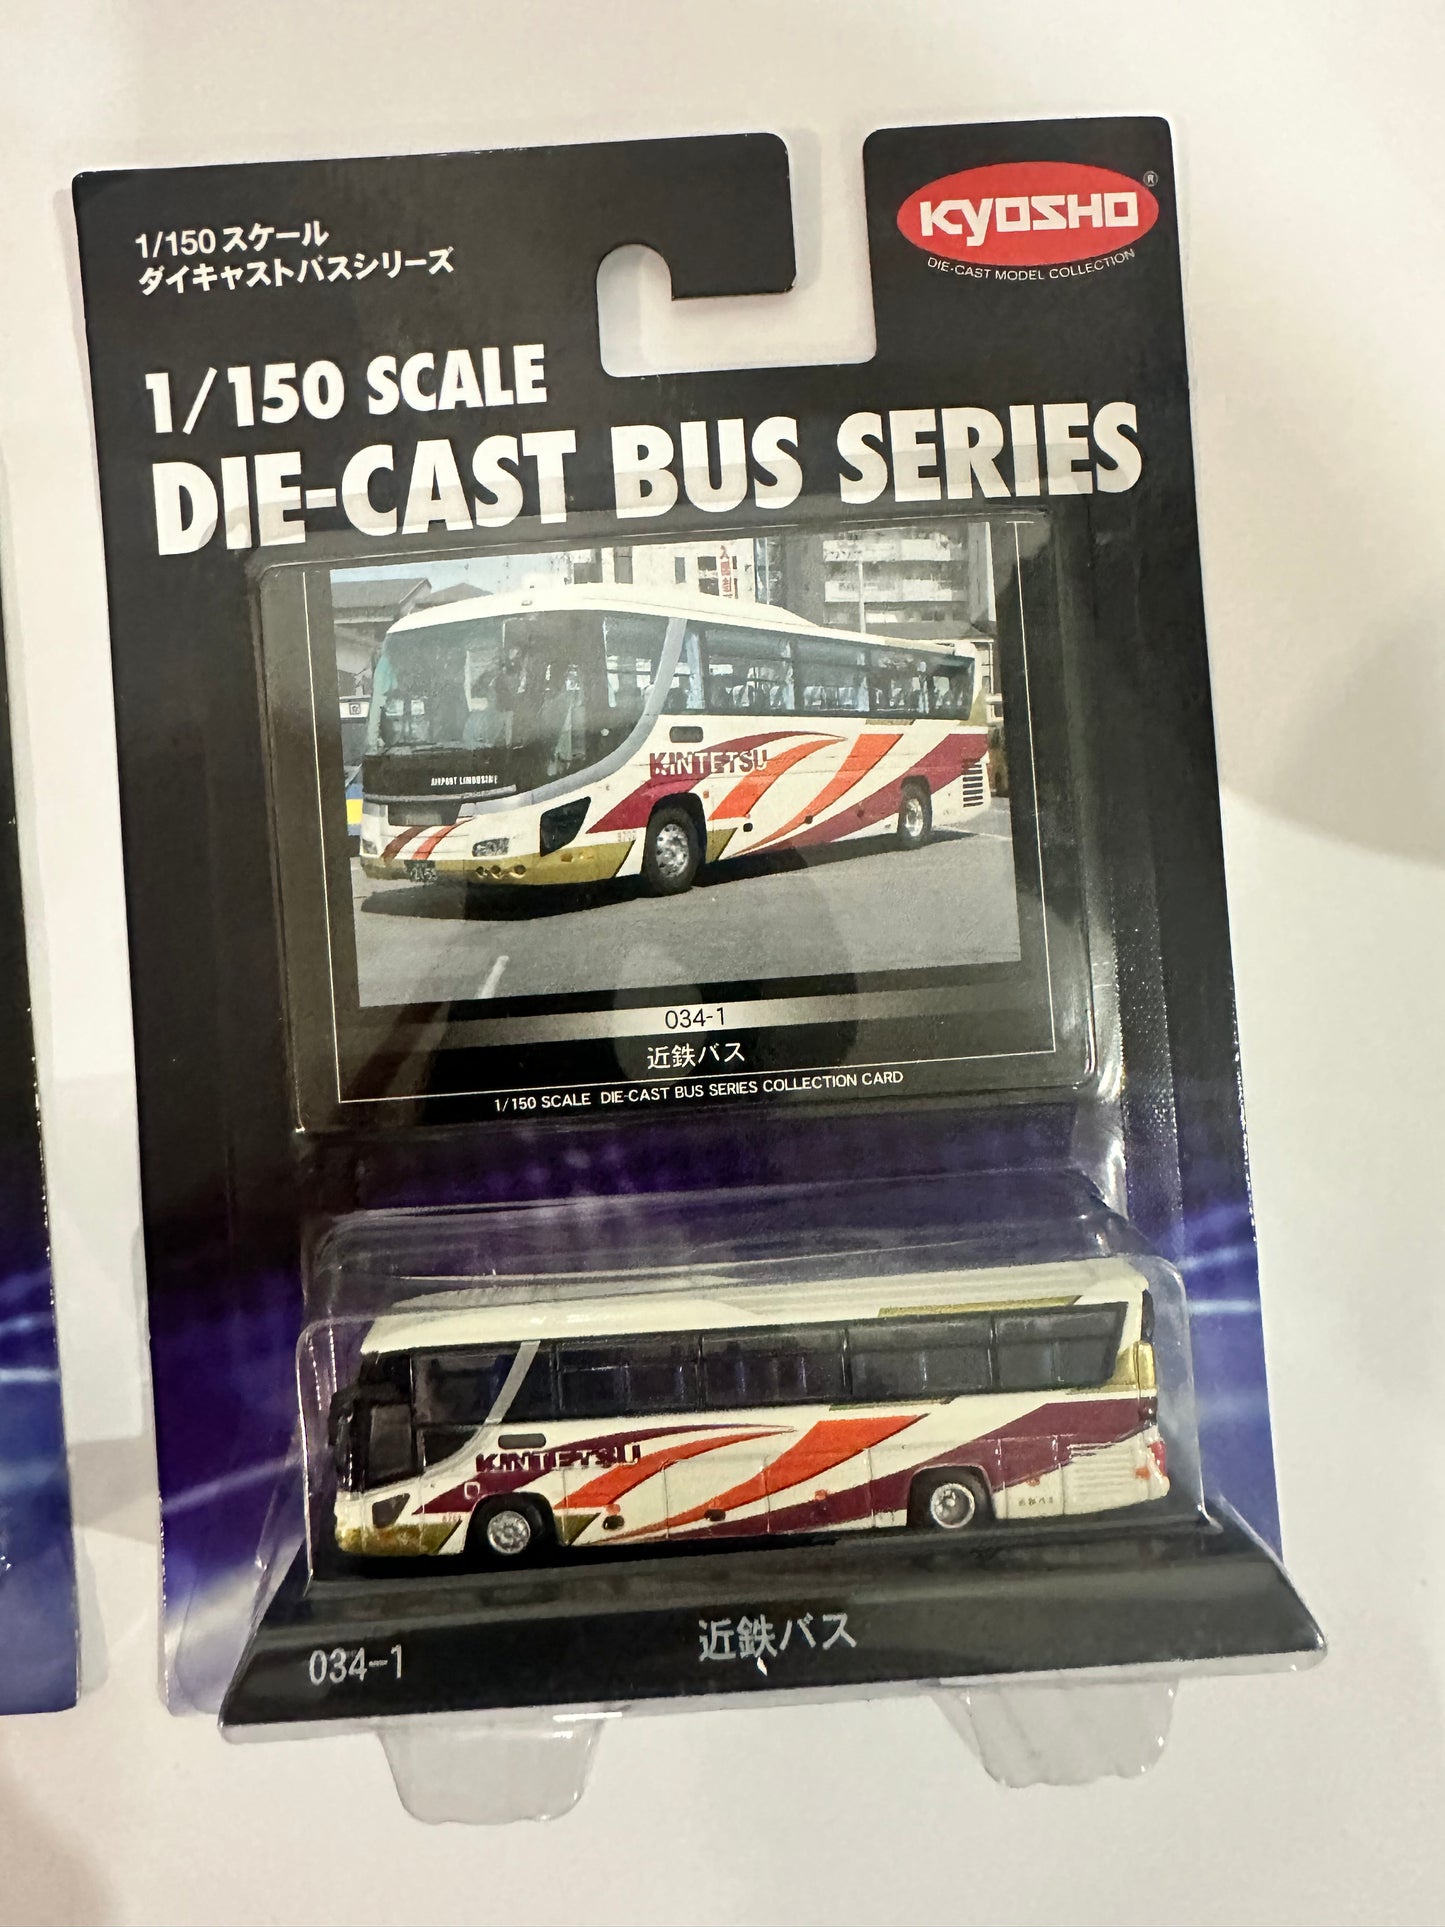 1/150 スケール
ダイキャストバスシリーズ
KYOSHO ®
DIE-CAST MODEL COLLECTION
1/150 SCALE
DIE-CAST BUS SERIES
AIRPORT LIMOUSINE
KINTETSU
034-1
近鉄バス
1/150 SCALE DIE-CAST BUS SERIES COLLECTION CARD
KINTETSU
034-1
近鉄バス